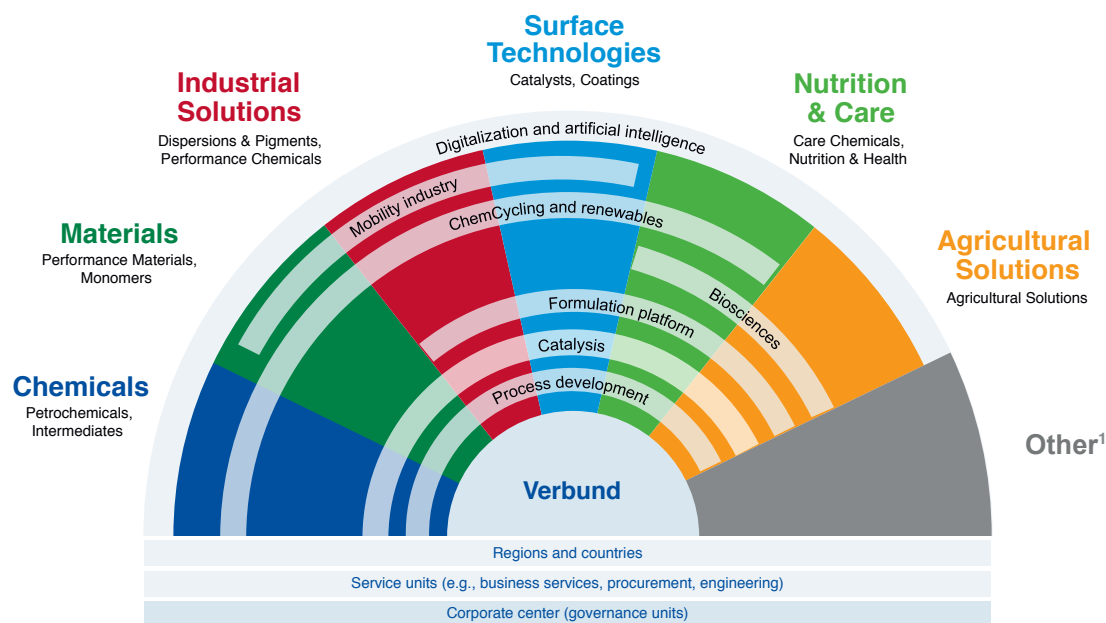 Surface
Technologies
Catalysts, Coatings
Industrial
Solutions
Dispersions & Pigments,
Performance Chemicals
Nutrition
& Care
Care Chemicals,
Nutrition & Health
Materials
Performance Materials,
Monomers
Agricultural
Solutions
Agricultural Solutions
Chemicals
Petrochemicals,
Intermediates
Other¹
Digitalization and artificial intelligence
Mobility industry
ChemCycling and renewables
Biosciences
Formulation platform
Catalysis
Process development
Verbund
Regions and countries
Service units (e.g., business services, procurement, engineering)
Corporate center (governance units)